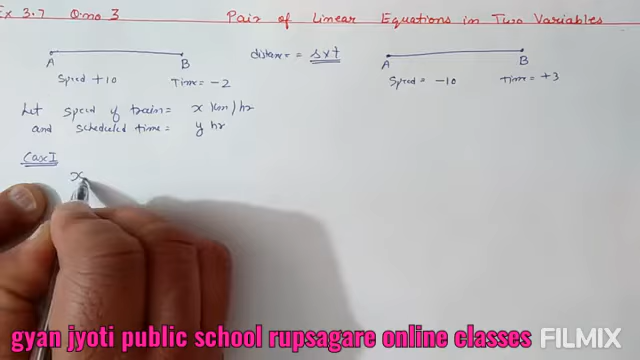 Ex 3.7 Q.no 3 Pair of Linear Equations in Two Variables
A B distance = s x t A B
Speed + 10 Time = -2 Speed = -10 Time = +3
Let speed of train = x km/hr
and scheduled time = y hr
Case I
x
gyan jyoti public school rupsagare online classes FILMIX